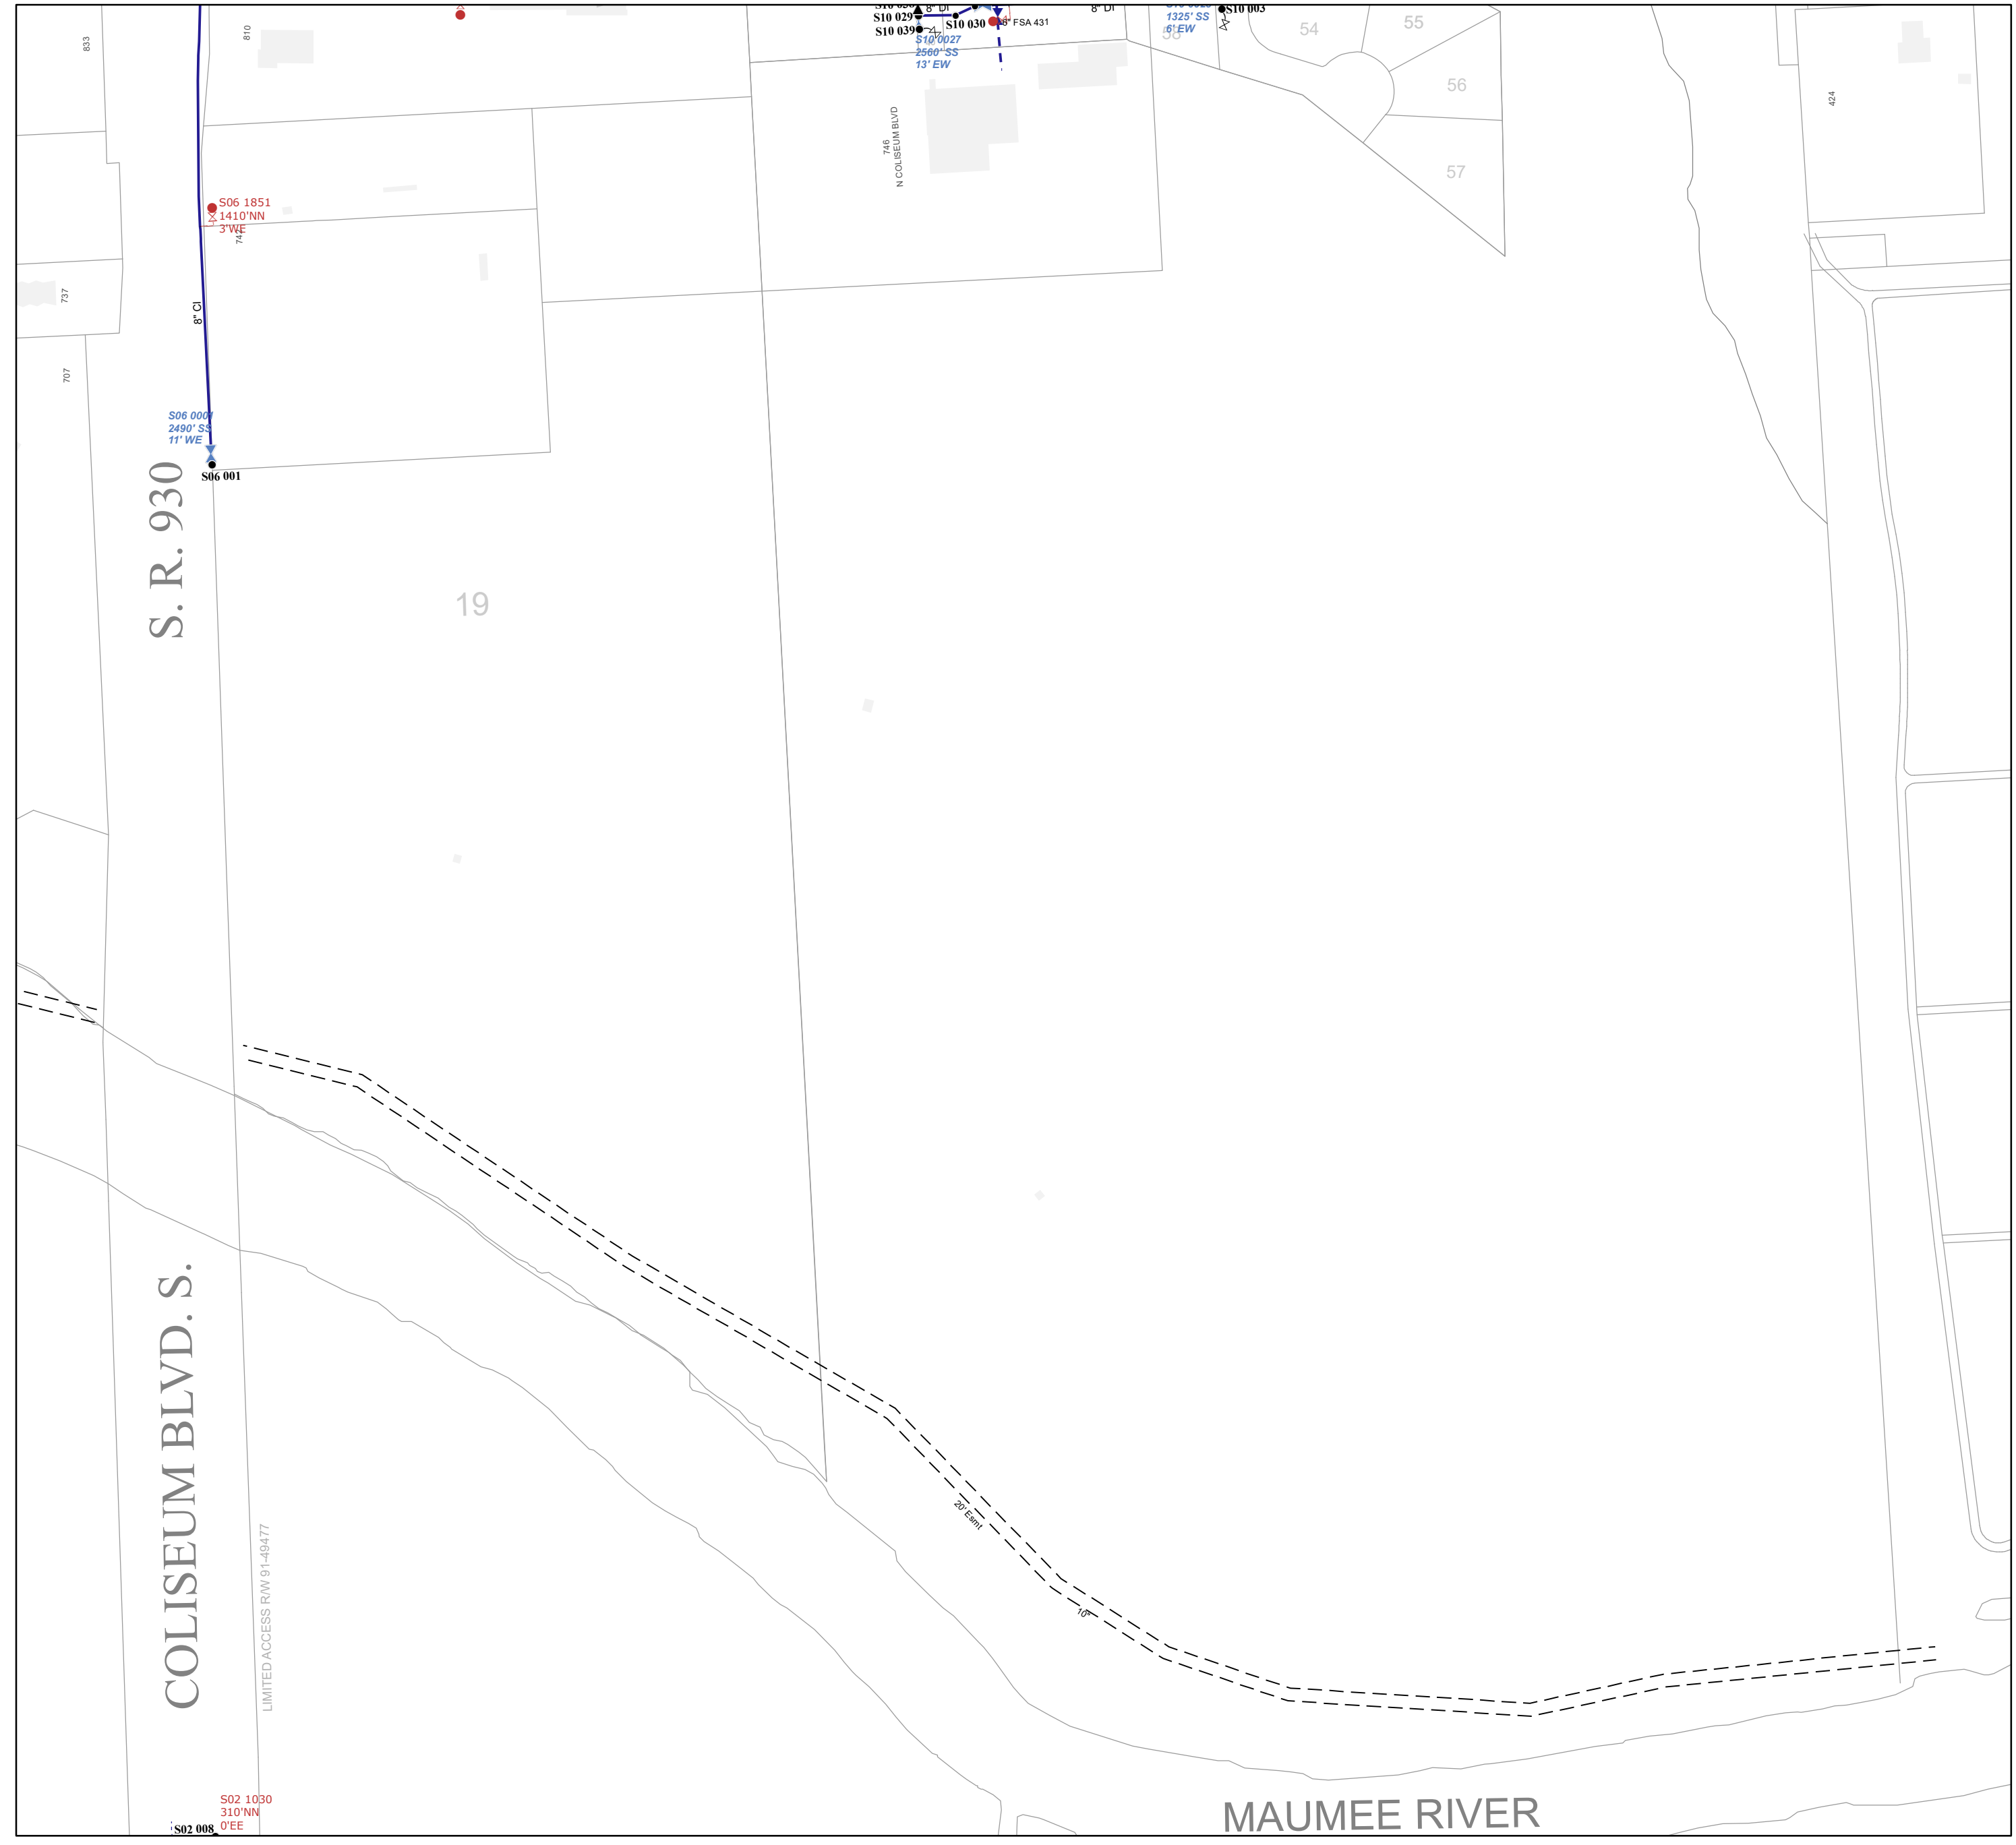 8" DI
8" DI
S10 029
S10 030
S10 039
8" FSA 431
S10 0027
2560' SS
13' EW
1325' SS
6' EW
S10 003
54
55
56
57
833
810
424
746
N COLISEUM BLVD
S06 1851
1410'NN
3'WE
737
707
8" CI
S06 0001
2490' SS
11' WE
S06 001
S. R. 930
19
20' Esmt
10"
COLISEUM BLVD. S.
LIMITED ACCESS R/W 91-49477
S02 1030
310'NN
0'EE
S02 008
MAUMEE RIVER